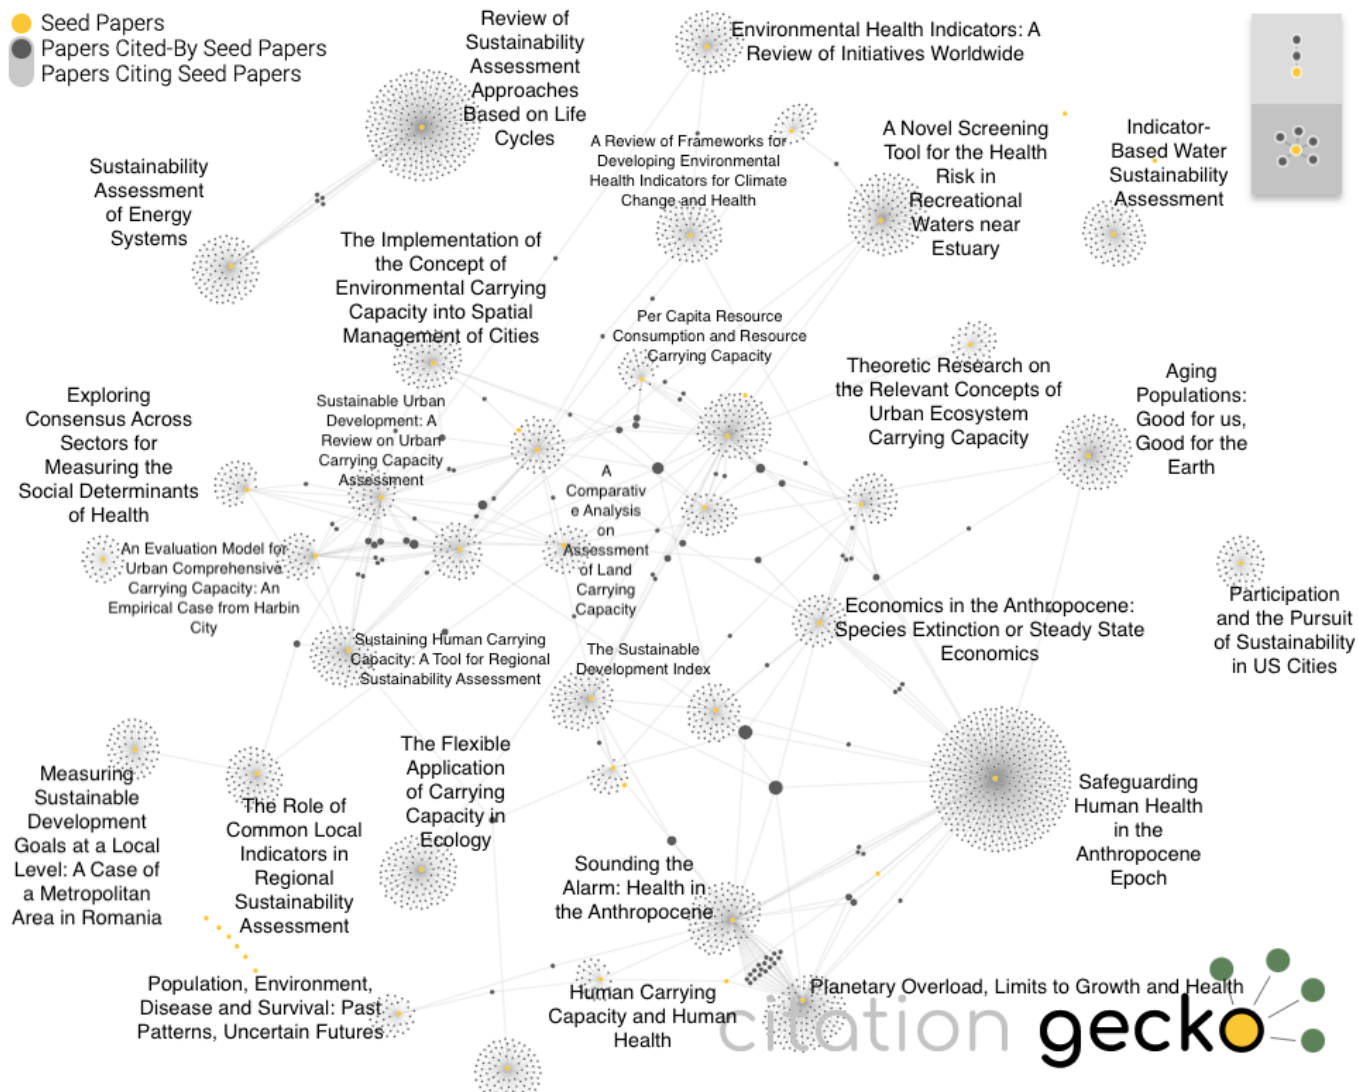 Seed Papers
Papers Cited-By Seed Papers
Papers Citing Seed Papers
Review of
Sustainability
Assessment
Approaches
Based on Life
Cycles
Environmental Health Indicators: A
Review of Initiatives Worldwide
A Review of Frameworks for
Developing Environmental
Health Indicators for Climate
Change and Health
A Novel Screening
Tool for the Health
Risk in
Recreational
Waters near
Estuary
Indicator-
Based Water
Sustainability
Assessment
Sustainability
Assessment
of Energy
Systems
The Implementation of
the Concept of
Environmental Carrying
Capacity into Spatial
Management of Cities
Per Capita Resource
Consumption and Resource
Carrying Capacity
Theoretic Research on
the Relevant Concepts of
Urban Ecosystem
Carrying Capacity
Aging
Populations:
Good for us,
Good for the
Earth
Exploring
Consensus Across
Sectors for
Measuring the
Social Determinants
of Health
Sustainable Urban
Development: A
Review on Urban
Carrying Capacity
Assessment
A
Comparativ
e Analysis
on
Assessment
of Land
Carrying
Capacity
An Evaluation Model for
Urban Comprehensive
Carrying Capacity: An
Empirical Case from Harbin
City
Economics in the Anthropocene:
Species Extinction or Steady State
Economics
Participation
and the Pursuit
of Sustainability
in US Cities
Sustaining Human Carrying
Capacity: A Tool for Regional
Sustainability Assessment
The Sustainable
Development Index
The Flexible
Application
of Carrying
Capacity in
Ecology
Measuring
Sustainable
Development
Goals at a Local
Level: A Case of
a Metropolitan
Area in Romania
The Role of
Common Local
Indicators in
Regional
Sustainability
Assessment
Safeguarding
Human Health
in the
Anthropocene
Epoch
Sounding the
Alarm: Health in
the Anthropocene
Population, Environment,
Disease and Survival: Past
Patterns, Uncertain Futures
Human Carrying
Capacity and Human
Health
Planetary Overload, Limits to Growth and Health
citation gecko